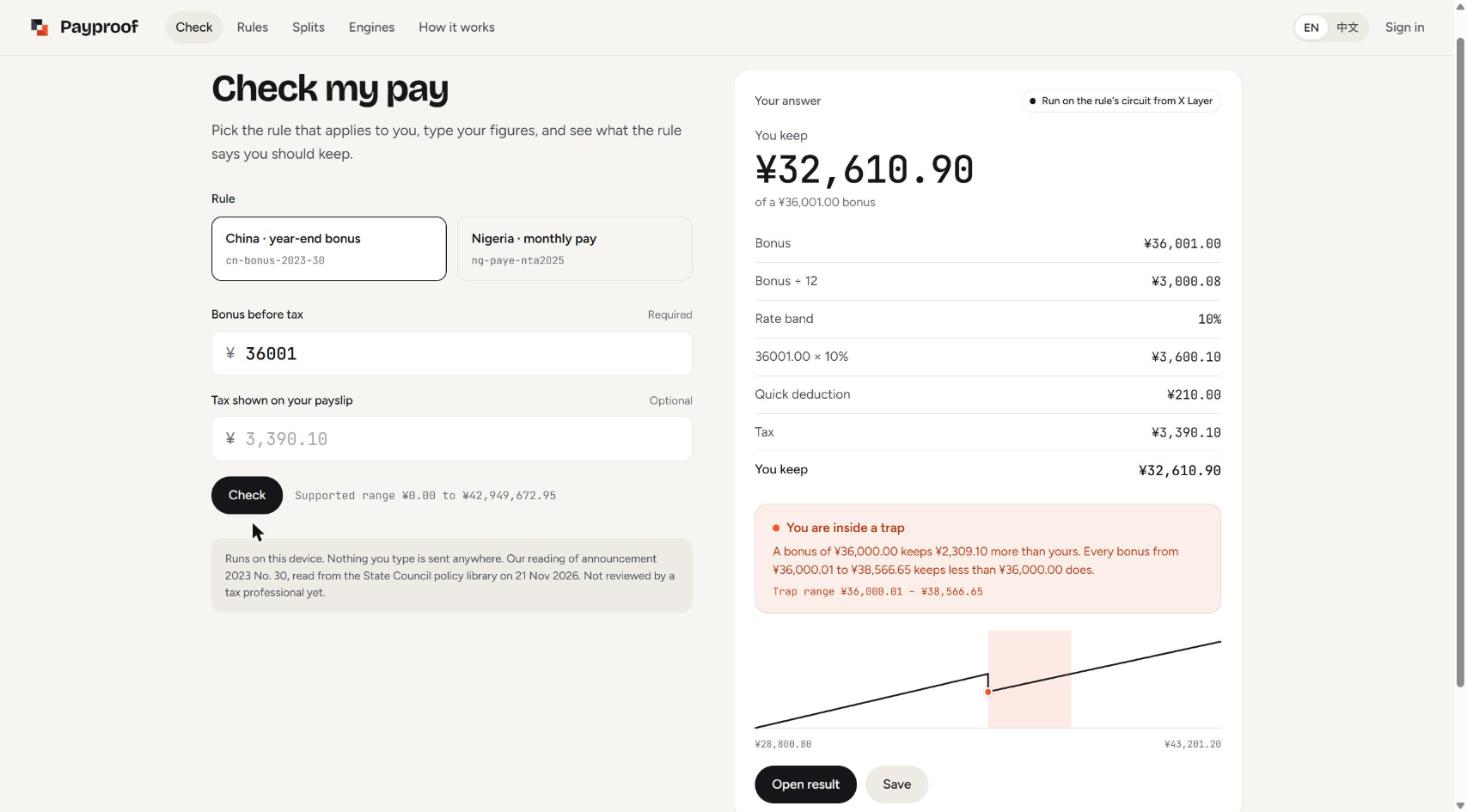 Payproof
Check
Rules
Splits
Engines
How it works
EN
中文
Sign in
Check my pay
Pick the rule that applies to you, type your figures, and see what the rule
says you should keep.
Rule
China · year-end bonus
cn-bonus-2023-30
Nigeria · monthly pay
ng-paye-nta2025
Bonus before tax
Required
¥ 36001
Tax shown on your payslip
Optional
¥ 3,390.10
Check
Supported range ¥0.00 to ¥42,949,672.95
Runs on this device. Nothing you type is sent anywhere. Our reading of announcement
2023 No. 30, read from the State Council policy library on 21 Nov 2026. Not reviewed by a
tax professional yet.
Your answer
Run on the rule's circuit from X Layer
You keep
¥32,610.90
of a ¥36,001.00 bonus
Bonus ¥36,001.00
Bonus ÷ 12 ¥3,000.08
Rate band 10%
36001.00 × 10% ¥3,600.10
Quick deduction ¥210.00
Tax ¥3,390.10
You keep ¥32,610.90
You are inside a trap
A bonus of ¥36,000.00 keeps ¥2,309.10 more than yours. Every bonus from
¥36,000.01 to ¥38,566.65 keeps less than ¥36,000.00 does.
Trap range ¥36,000.01 – ¥38,566.65
¥28,800.80
¥43,201.20
Open result
Save